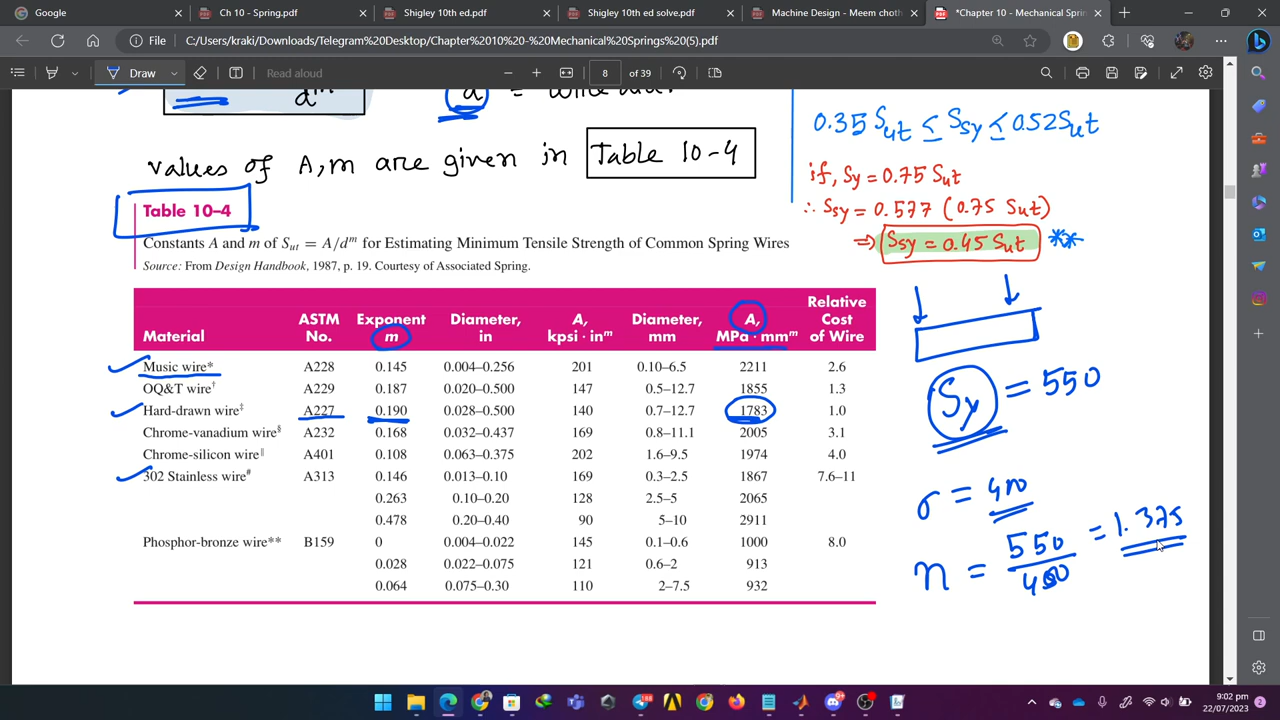 Google
Ch 10 - Spring.pdf
Shigley 10th ed.pdf
Shigley 10th ed solve.pdf
Machine Design - Meem choth
*Chapter 10 - Mechanical Sprin
File
C:/Users/kraki/Downloads/Telegram%20Desktop/Chapter%2010%20-%20Mechanical%20Springs%20(5).pdf
Draw
Read aloud
8 of 39
d^m
d = wire dia.
values of A, m are given in Table 10-4
Table 10–4
Constants A and m of S_ut = A/d^m for Estimating Minimum Tensile Strength of Common Spring Wires
Source: From Design Handbook, 1987, p. 19. Courtesy of Associated Spring.
Material ASTM No. Exponent m Diameter, in A, kpsi · in^m Diameter, mm A, MPa · mm^m Relative Cost of Wire
Music wire* A228 0.145 0.004–0.256 201 0.10–6.5 2211 2.6
OQ&T wire† A229 0.187 0.020–0.500 147 0.5–12.7 1855 1.3
Hard-drawn wire‡ A227 0.190 0.028–0.500 140 0.7–12.7 1783 1.0
Chrome-vanadium wire§ A232 0.168 0.032–0.437 169 0.8–11.1 2005 3.1
Chrome-silicon wire‖ A401 0.108 0.063–0.375 202 1.6–9.5 1974 4.0
302 Stainless wire# A313 0.146 0.013–0.10 169 0.3–2.5 1867 7.6–11
0.263 0.10–0.20 128 2.5–5 2065
0.478 0.20–0.40 90 5–10 2911
Phosphor-bronze wire** B159 0 0.004–0.022 145 0.1–0.6 1000 8.0
0.028 0.022–0.075 121 0.6–2 913
0.064 0.075–0.30 110 2–7.5 932
0.35 Sut ≤ Ssy ≤ 0.52 Sut
if, Sy = 0.75 Sut
∴ Ssy = 0.577 (0.75 Sut)
⇒ Ssy = 0.45 Sut **
Sy = 550
σ = 400
n = 550/400 = 1.375
9:02 pm
22/07/2023